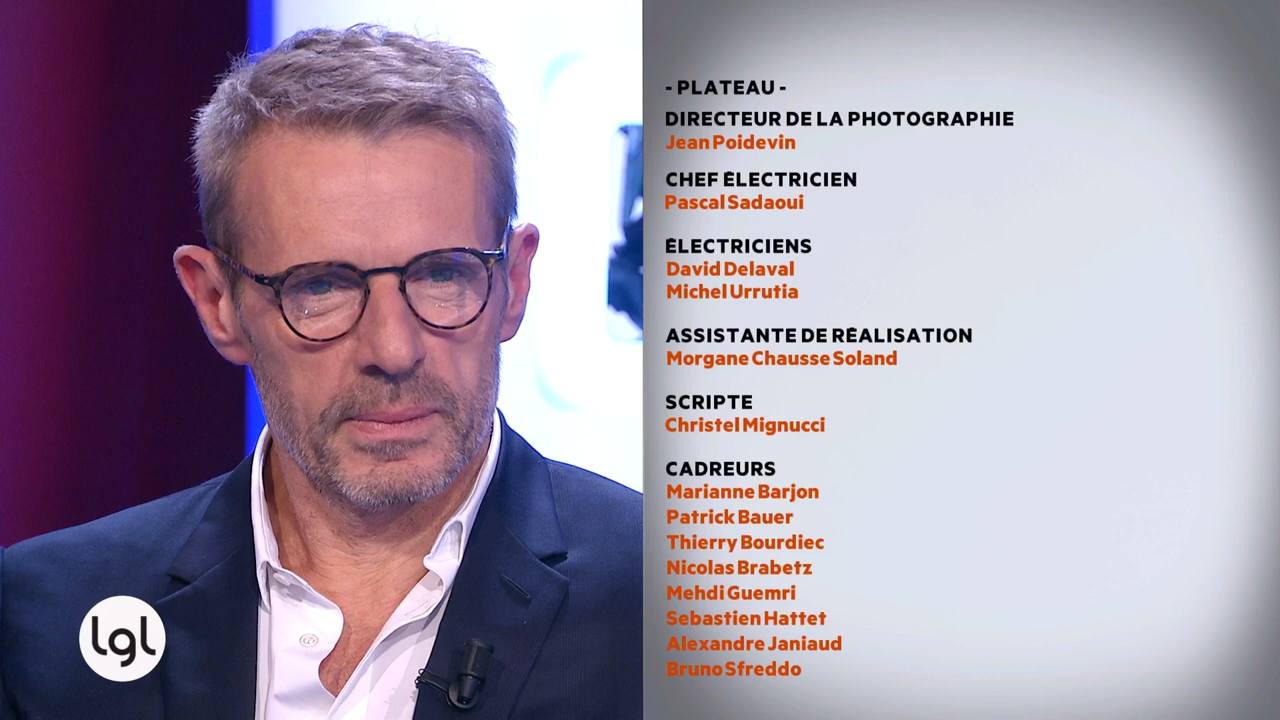 - PLATEAU -
DIRECTEUR DE LA PHOTOGRAPHIE
Jean Poidevin
CHEF ÉLECTRICIEN
Pascal Sadaoui
ÉLECTRICIENS
David Delaval
Michel Urrutia
ASSISTANTE DE RÉALISATION
Morgane Chausse Soland
SCRIPTE
Christel Mignucci
CADREURS
Marianne Barjon
Patrick Bauer
Thierry Bourdiec
Nicolas Brabetz
Mehdi Guemri
Sebastien Hattet
Alexandre Janiaud
Bruno Sfreddo
lgl